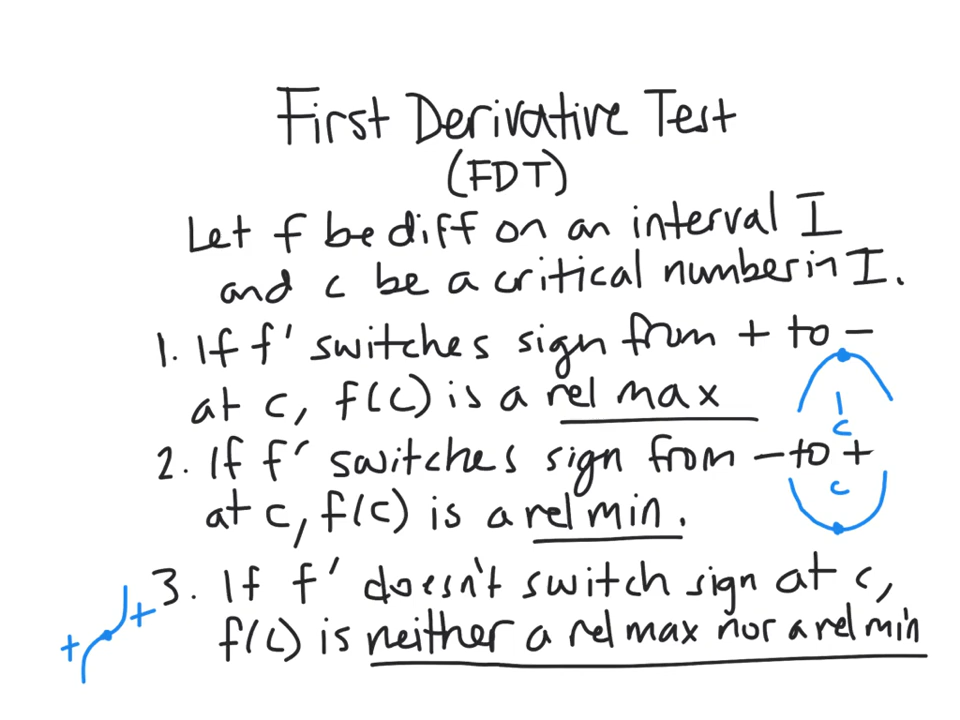 First Derivative Test
(FDT)
Let f be diff on an interval I
and c be a critical number in I.
1. If f' switches sign from + to −
at c, f(c) is a rel max
c
2. If f' switches sign from − to +
c
at c, f(c) is a rel min.
3. If f' doesn't switch sign at c,
+ +
f(c) is neither a rel max nor a rel min